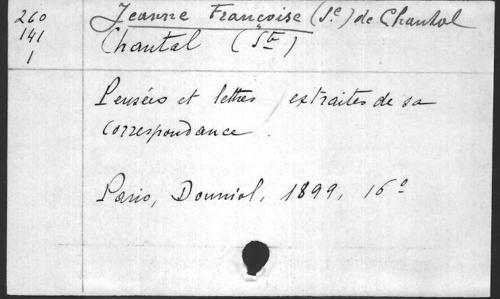 260
141
1
Jeanne Françoise (Se) de Chantal
Chantal (Ste)
Pensées et lettres extraites de sa
correspondance.
Paris, Douniol, 1899, 16º